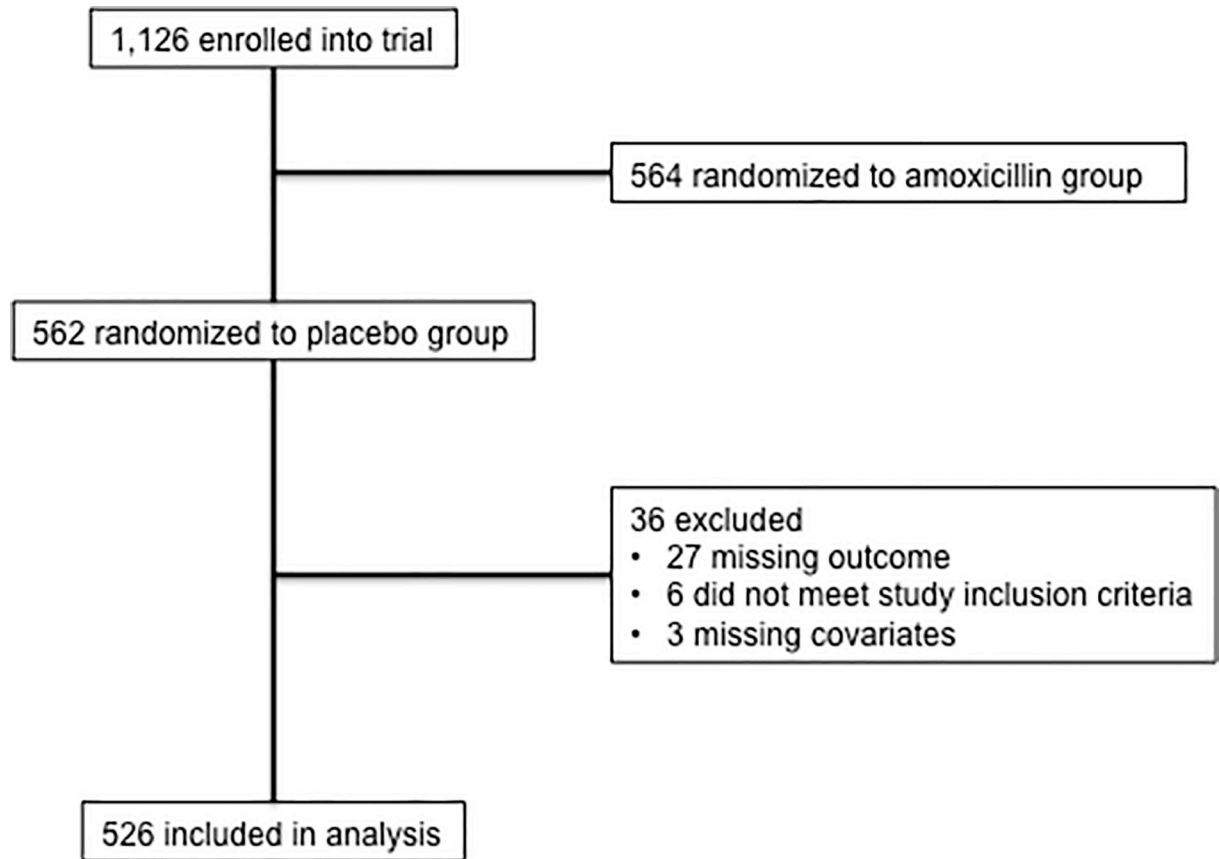 1,126 enrolled into trial
564 randomized to amoxicillin group
562 randomized to placebo group
36 excluded
• 27 missing outcome
• 6 did not meet study inclusion criteria
• 3 missing covariates
526 included in analysis